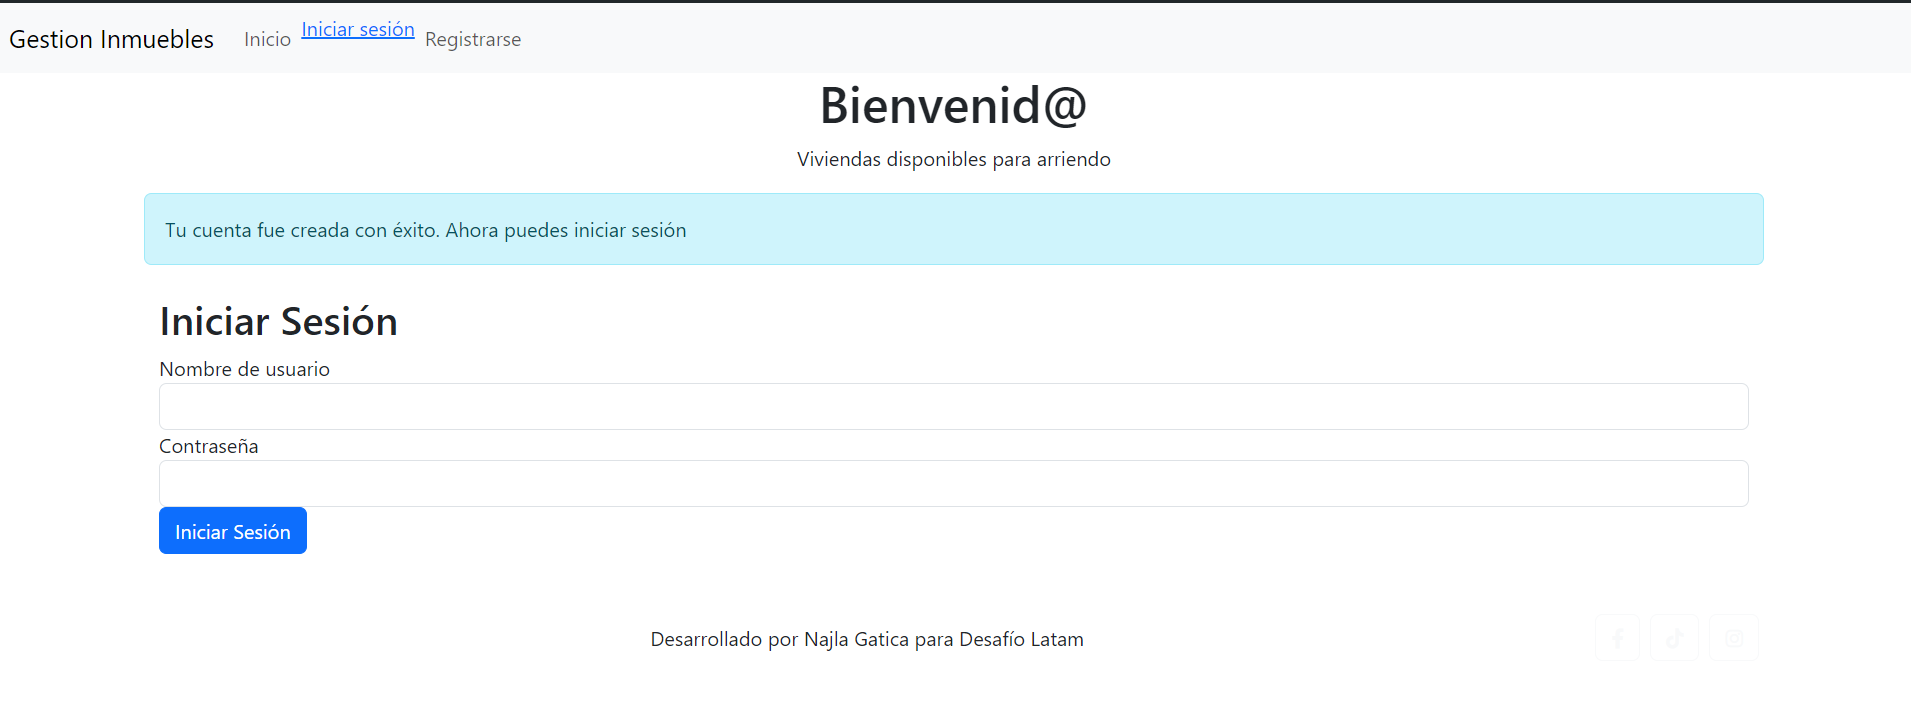 Gestion Inmuebles Inicio Iniciar sesión Registrarse
Bienvenid@
Viviendas disponibles para arriendo
Tu cuenta fue creada con éxito. Ahora puedes iniciar sesión
Iniciar Sesión
Nombre de usuario
Contraseña
Iniciar Sesión
Desarrollado por Najla Gatica para Desafío Latam